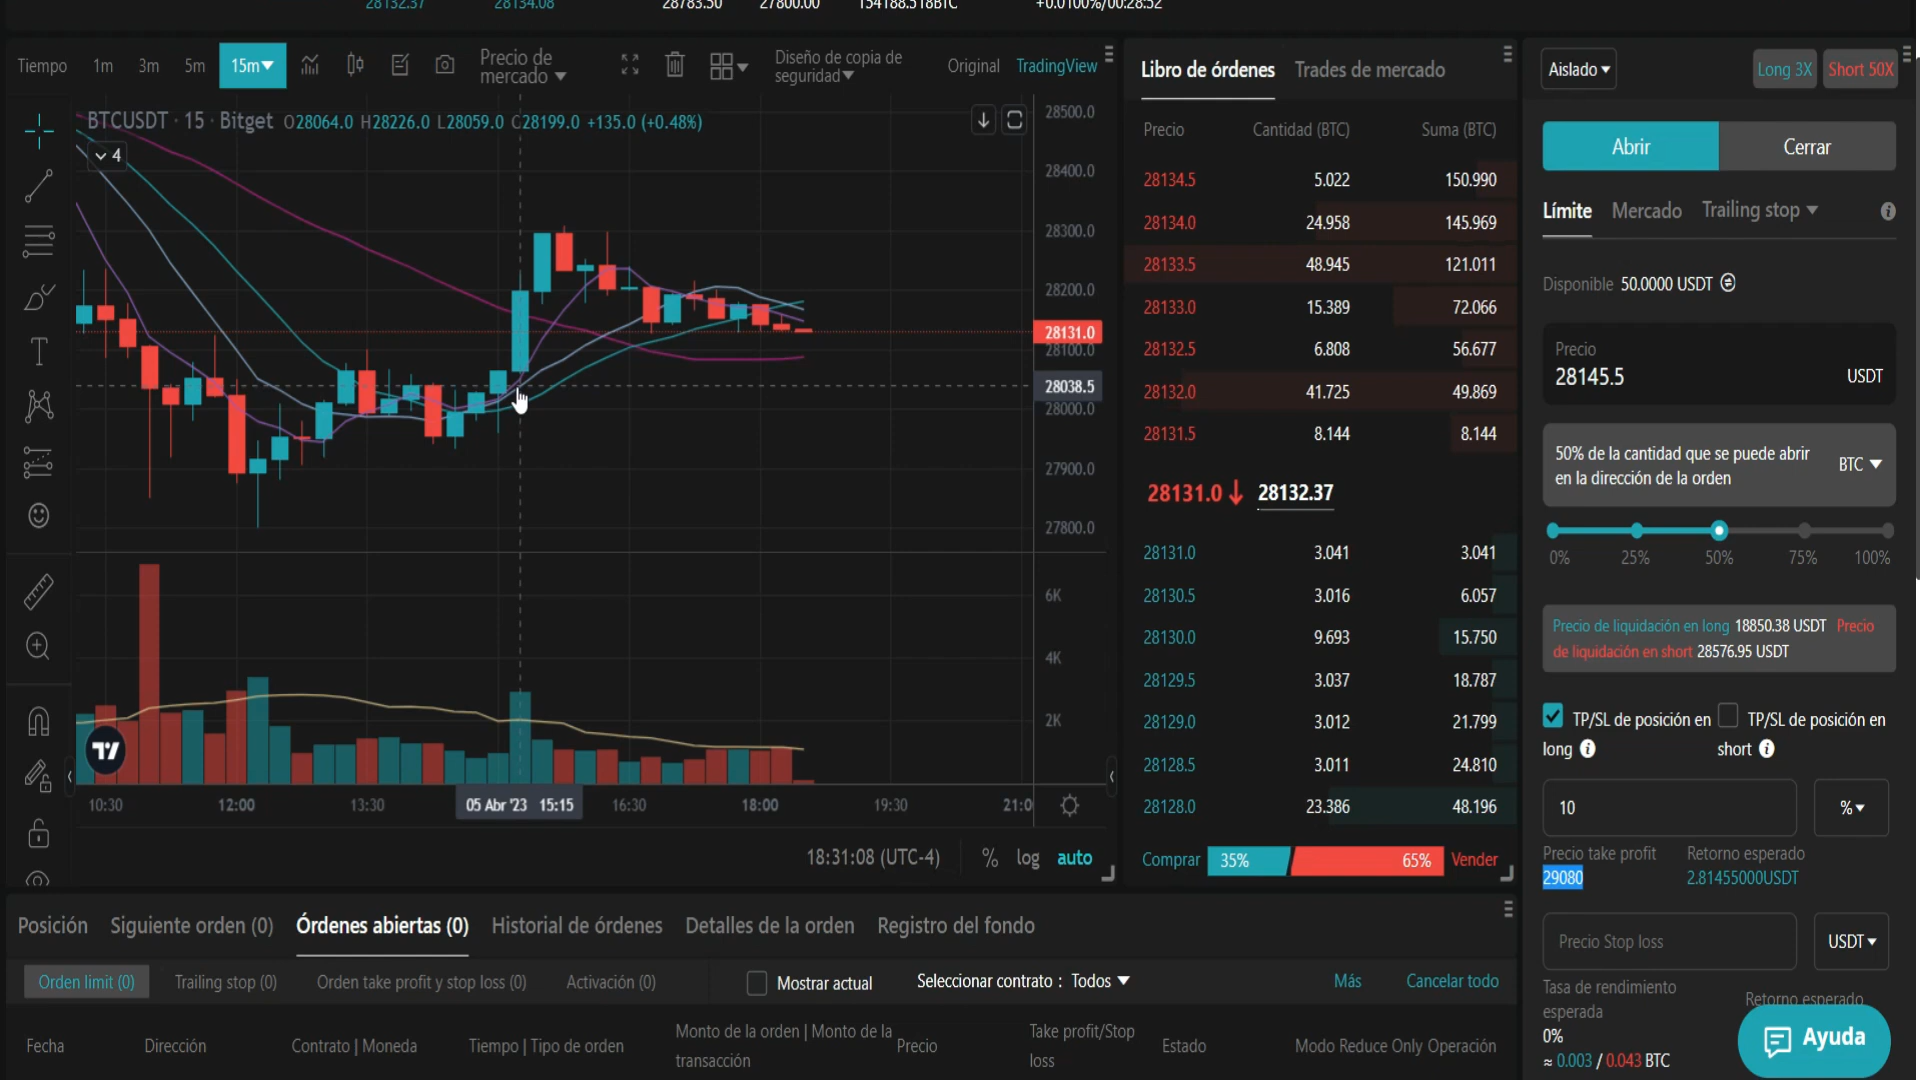 28132.37 28134.08 28783.50 27800.00 154188.518BTC +0.0100%/00:28:52
Tiempo 1m 3m 5m 15m Precio de mercado Diseño de copia de seguridad Original TradingView
BTCUSDT · 15 · Bitget O28064.0 H28226.0 L28059.0 C28199.0 +135.0 (+0.48%)
4
28500.0
28400.0
28300.0
28200.0
28131.0
28100.0
28038.5
28000.0
27900.0
27800.0
6K
4K
2K
10:30 12:00 13:30 05 Abr '23 15:15 16:30 18:00 19:30 21:0
18:31:08 (UTC-4) % log auto
Libro de órdenes Trades de mercado
Precio Cantidad (BTC) Suma (BTC)
28134.5 5.022 150.990
28134.0 24.958 145.969
28133.5 48.945 121.011
28133.0 15.389 72.066
28132.5 6.808 56.677
28132.0 41.725 49.869
28131.5 8.144 8.144
28131.0 28132.37
28131.0 3.041 3.041
28130.5 3.016 6.057
28130.0 9.693 15.750
28129.5 3.037 18.787
28129.0 3.012 21.799
28128.5 3.011 24.810
28128.0 23.386 48.196
Comprar 35% 65% Vender
Aislado Long 3X Short 50X
Abrir Cerrar
Límite Mercado Trailing stop
Disponible 50.0000 USDT
Precio
28145.5 USDT
50% de la cantidad que se puede abrir
en la dirección de la orden BTC
0% 25% 50% 75% 100%
Precio de liquidación en long 18850.38 USDT Precio
de liquidación en short 28576.95 USDT
TP/SL de posición en long TP/SL de posición en short
10 %
Precio take profit Retorno esperado
29080 2.81455000USDT
Precio Stop loss USDT
Tasa de rendimiento esperada Retorno esperado
0%
≈ 0.003 / 0.043 BTC
Ayuda
Posición Siguiente orden (0) Órdenes abiertas (0) Historial de órdenes Detalles de la orden Registro del fondo
Orden limit (0) Trailing stop (0) Orden take profit y stop loss (0) Activación (0) Mostrar actual Seleccionar contrato : Todos Más Cancelar todo
Fecha Dirección Contrato | Moneda Tiempo | Tipo de orden Monto de la orden | Monto de la transacción Precio Take profit/Stop loss Estado Modo Reduce Only Operación